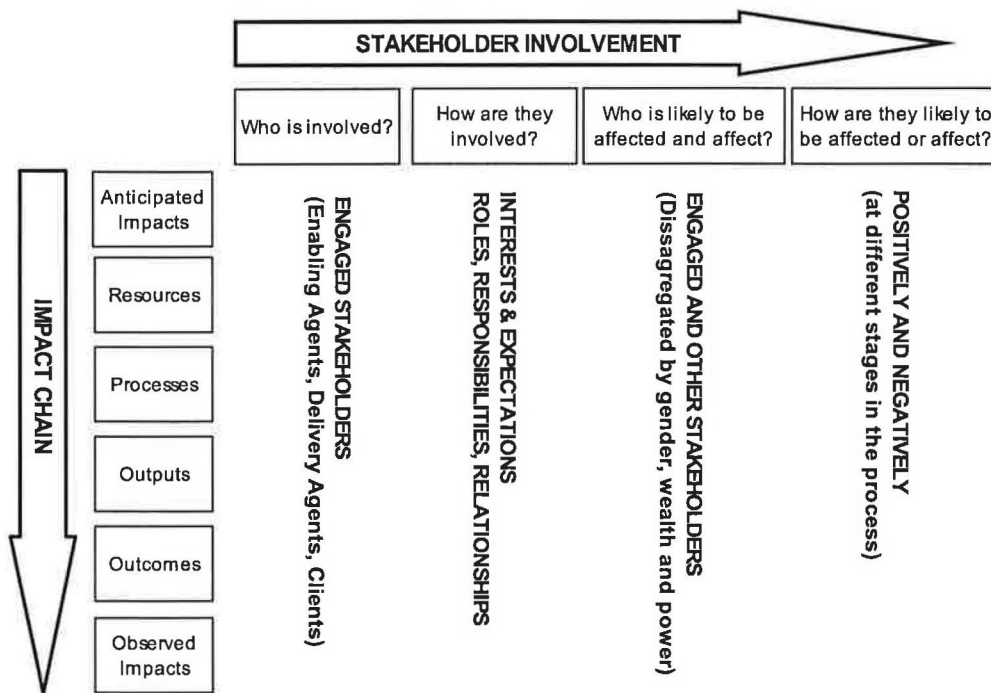 STAKEHOLDER INVOLVEMENT
Who is involved?
How are they
involved?
Who is likely to be
affected and affect?
How are they likely to
be affected or affect?
IMPACT CHAIN
Anticipated
Impacts
Resources
Processes
Outputs
Outcomes
Observed
Impacts
ENGAGED STAKEHOLDERS
(Enabling Agents, Delivery Agents, Clients)
INTERESTS & EXPECTATIONS
ROLES, RESPONSIBILITIES, RELATIONSHIPS
ENGAGED AND OTHER STAKEHOLDERS
(Dissagregated by gender, wealth and power)
POSITIVELY AND NEGATIVELY
(at different stages in the process)